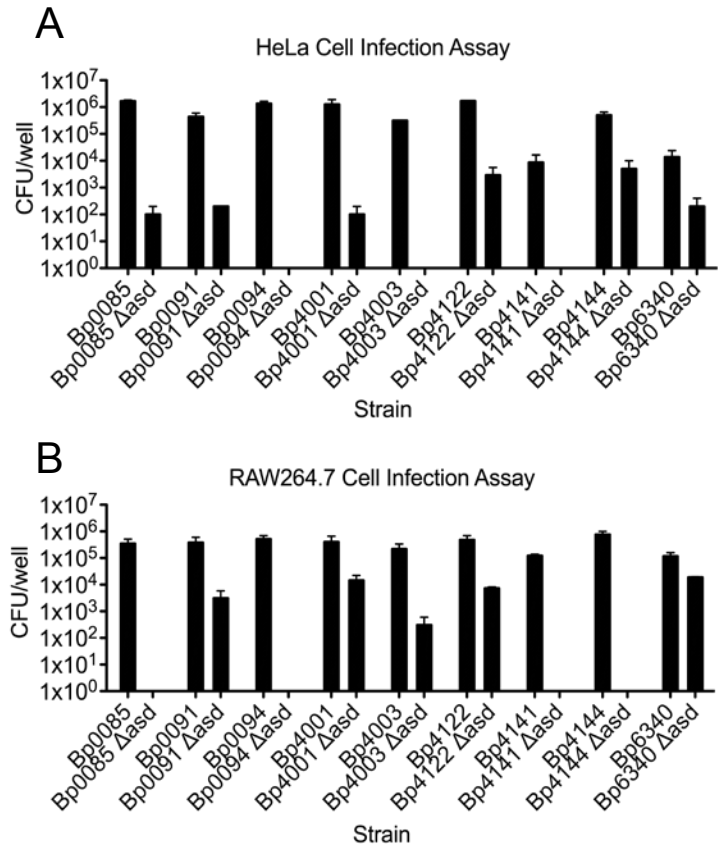 A
HeLa Cell Infection Assay
CFU/well
1x10⁷
1x10⁶
1x10⁵
1x10⁴
1x10³
1x10²
1x10¹
1x10⁰
Bp0085
Bp0085 Δasd
Bp0091
Bp0091 Δasd
Bp0094
Bp0094 Δasd
Bp4001
Bp4001 Δasd
Bp4003
Bp4003 Δasd
Bp4122
Bp4122 Δasd
Bp4141
Bp4141 Δasd
Bp4144
Bp4144 Δasd
Bp6340
Bp6340 Δasd
Strain
B
RAW264.7 Cell Infection Assay
CFU/well
1x10⁷
1x10⁶
1x10⁵
1x10⁴
1x10³
1x10²
1x10¹
1x10⁰
Bp0085
Bp0085 Δasd
Bp0091
Bp0091 Δasd
Bp0094
Bp0094 Δasd
Bp4001
Bp4001 Δasd
Bp4003
Bp4003 Δasd
Bp4122
Bp4122 Δasd
Bp4141
Bp4141 Δasd
Bp4144
Bp4144 Δasd
Bp6340
Bp6340 Δasd
Strain